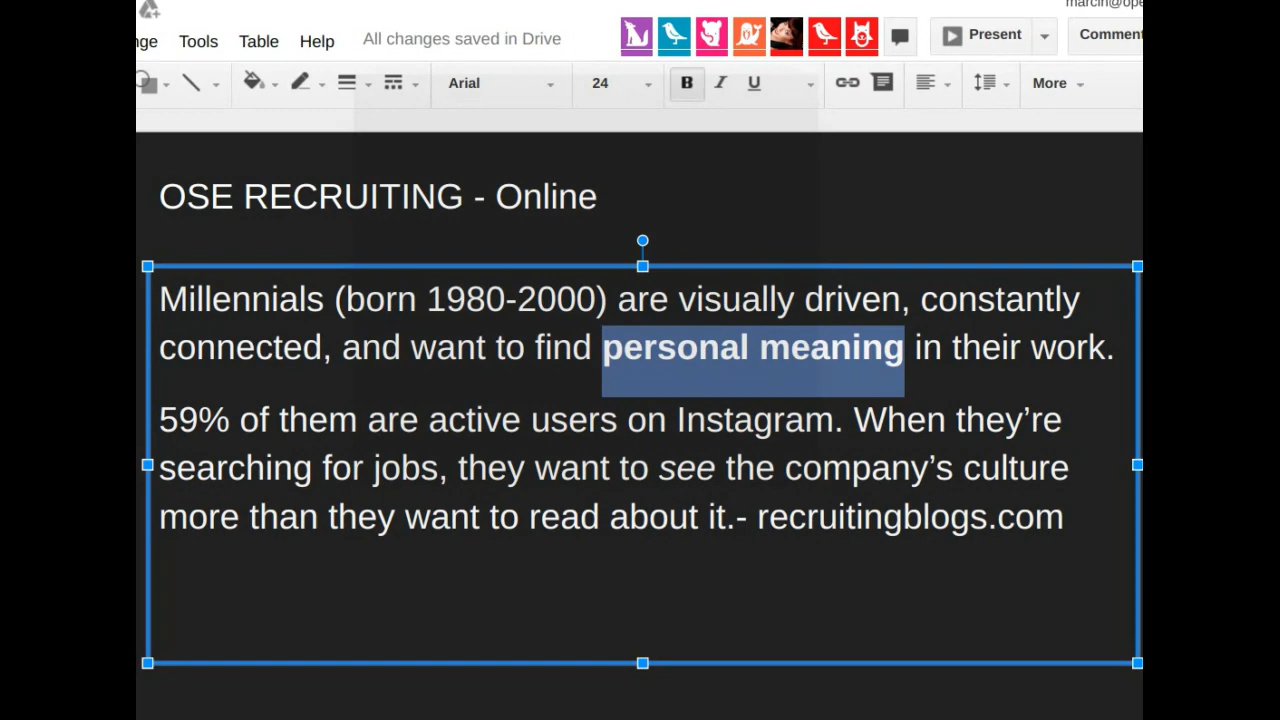 marcin@ope
nge Tools Table Help All changes saved in Drive Present Commen
Arial 24 B I U More
OSE RECRUITING - Online
Millennials (born 1980-2000) are visually driven, constantly
connected, and want to find personal meaning in their work.
59% of them are active users on Instagram. When they’re
searching for jobs, they want to see the company’s culture
more than they want to read about it.- recruitingblogs.com